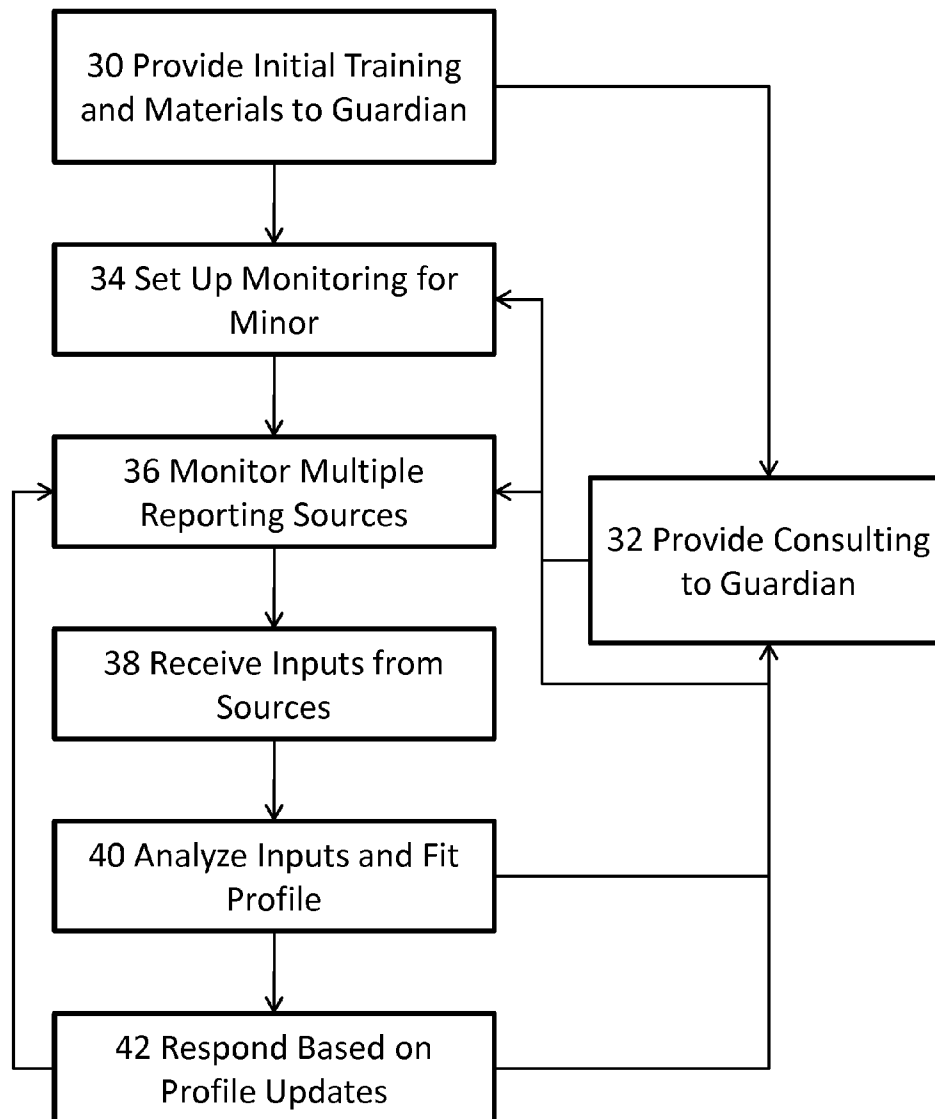 30 Provide Initial Training
and Materials to Guardian
34 Set Up Monitoring for
Minor
36 Monitor Multiple
Reporting Sources
32 Provide Consulting
to Guardian
38 Receive Inputs from
Sources
40 Analyze Inputs and Fit
Profile
42 Respond Based on
Profile Updates